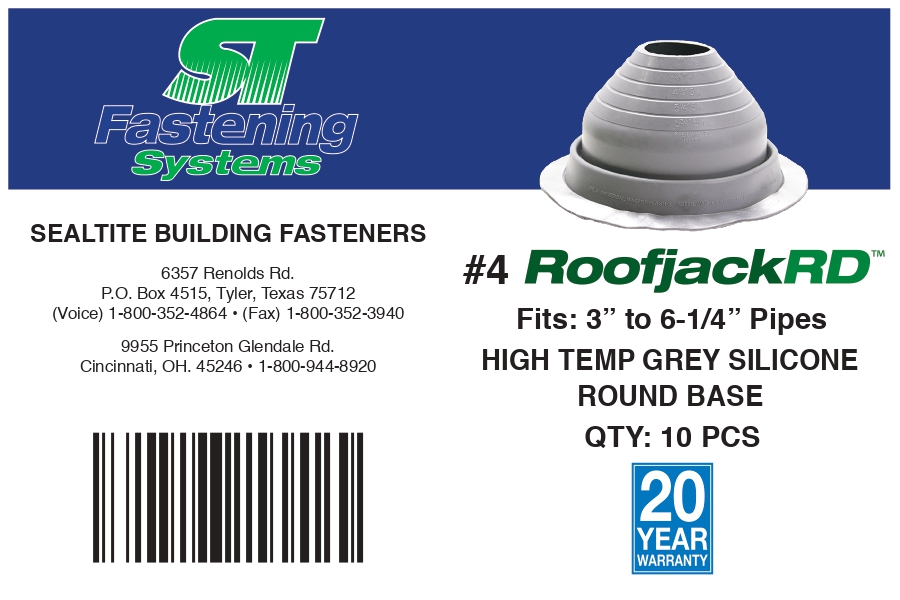 ST
Fastening
Systems
SEALTITE BUILDING FASTENERS
6357 Renolds Rd.
P.O. Box 4515, Tyler, Texas 75712
(Voice) 1-800-352-4864 • (Fax) 1-800-352-3940
9955 Princeton Glendale Rd.
Cincinnati, OH. 45246 • 1-800-944-8920
#4 RoofjackRD™
Fits: 3” to 6-1/4” Pipes
HIGH TEMP GREY SILICONE
ROUND BASE
QTY: 10 PCS
20
YEAR
WARRANTY